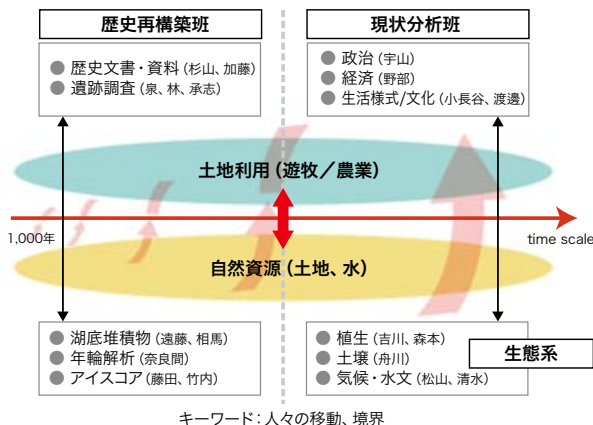 歴史再構築班
現状分析班
● 歴史文書・資料（杉山、加藤）
● 遺跡調査（泉、林、承志）
● 政治（宇山）
● 経済（野部）
● 生活様式/文化（小長谷、渡邊）
土地利用（遊牧／農業）
1,000年
time scale
自然資源（土地、水）
● 湖底堆積物（遠藤、相馬）
● 年輪解析（奈良間）
● アイスコア（藤田、竹内）
● 植生（吉川、森本）
● 土壌（舟川）
● 気候・水文（松山、清水）
生態系
キーワード：人々の移動、境界